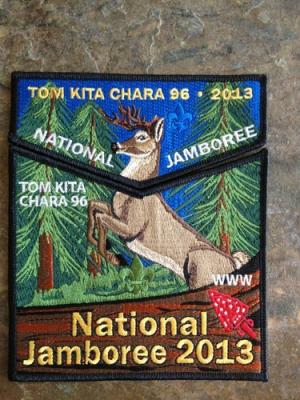 TOM KITA CHARA 96 • 2013
NATIONAL JAMBOREE
TOM KITA
CHARA 96
WWW
National
Jamboree 2013